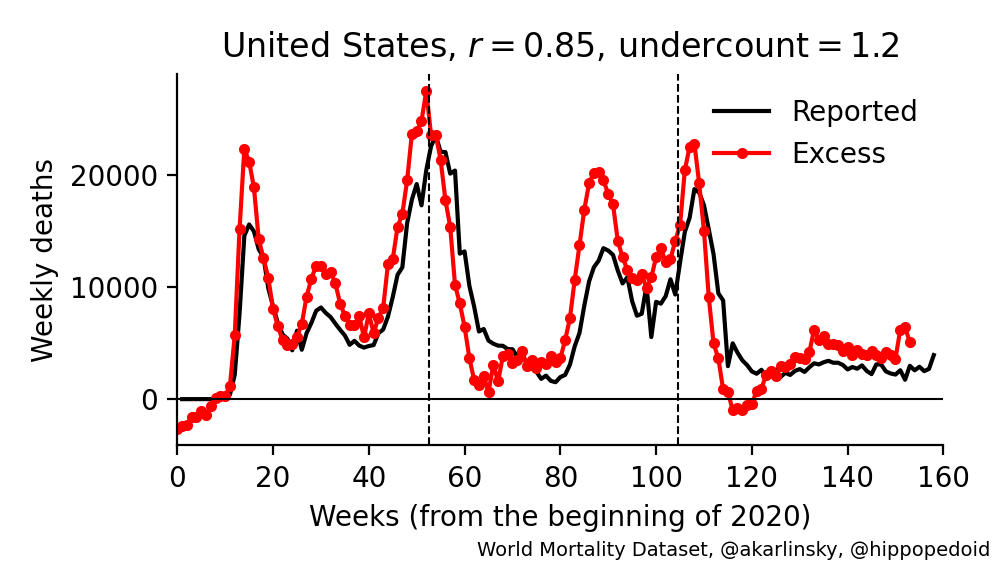 United States, r = 0.85, undercount = 1.2
Reported
Excess
Weekly deaths
20000
10000
0
0 20 40 60 80 100 120 140 160
Weeks (from the beginning of 2020)
World Mortality Dataset, @akarlinsky, @hippopedoid